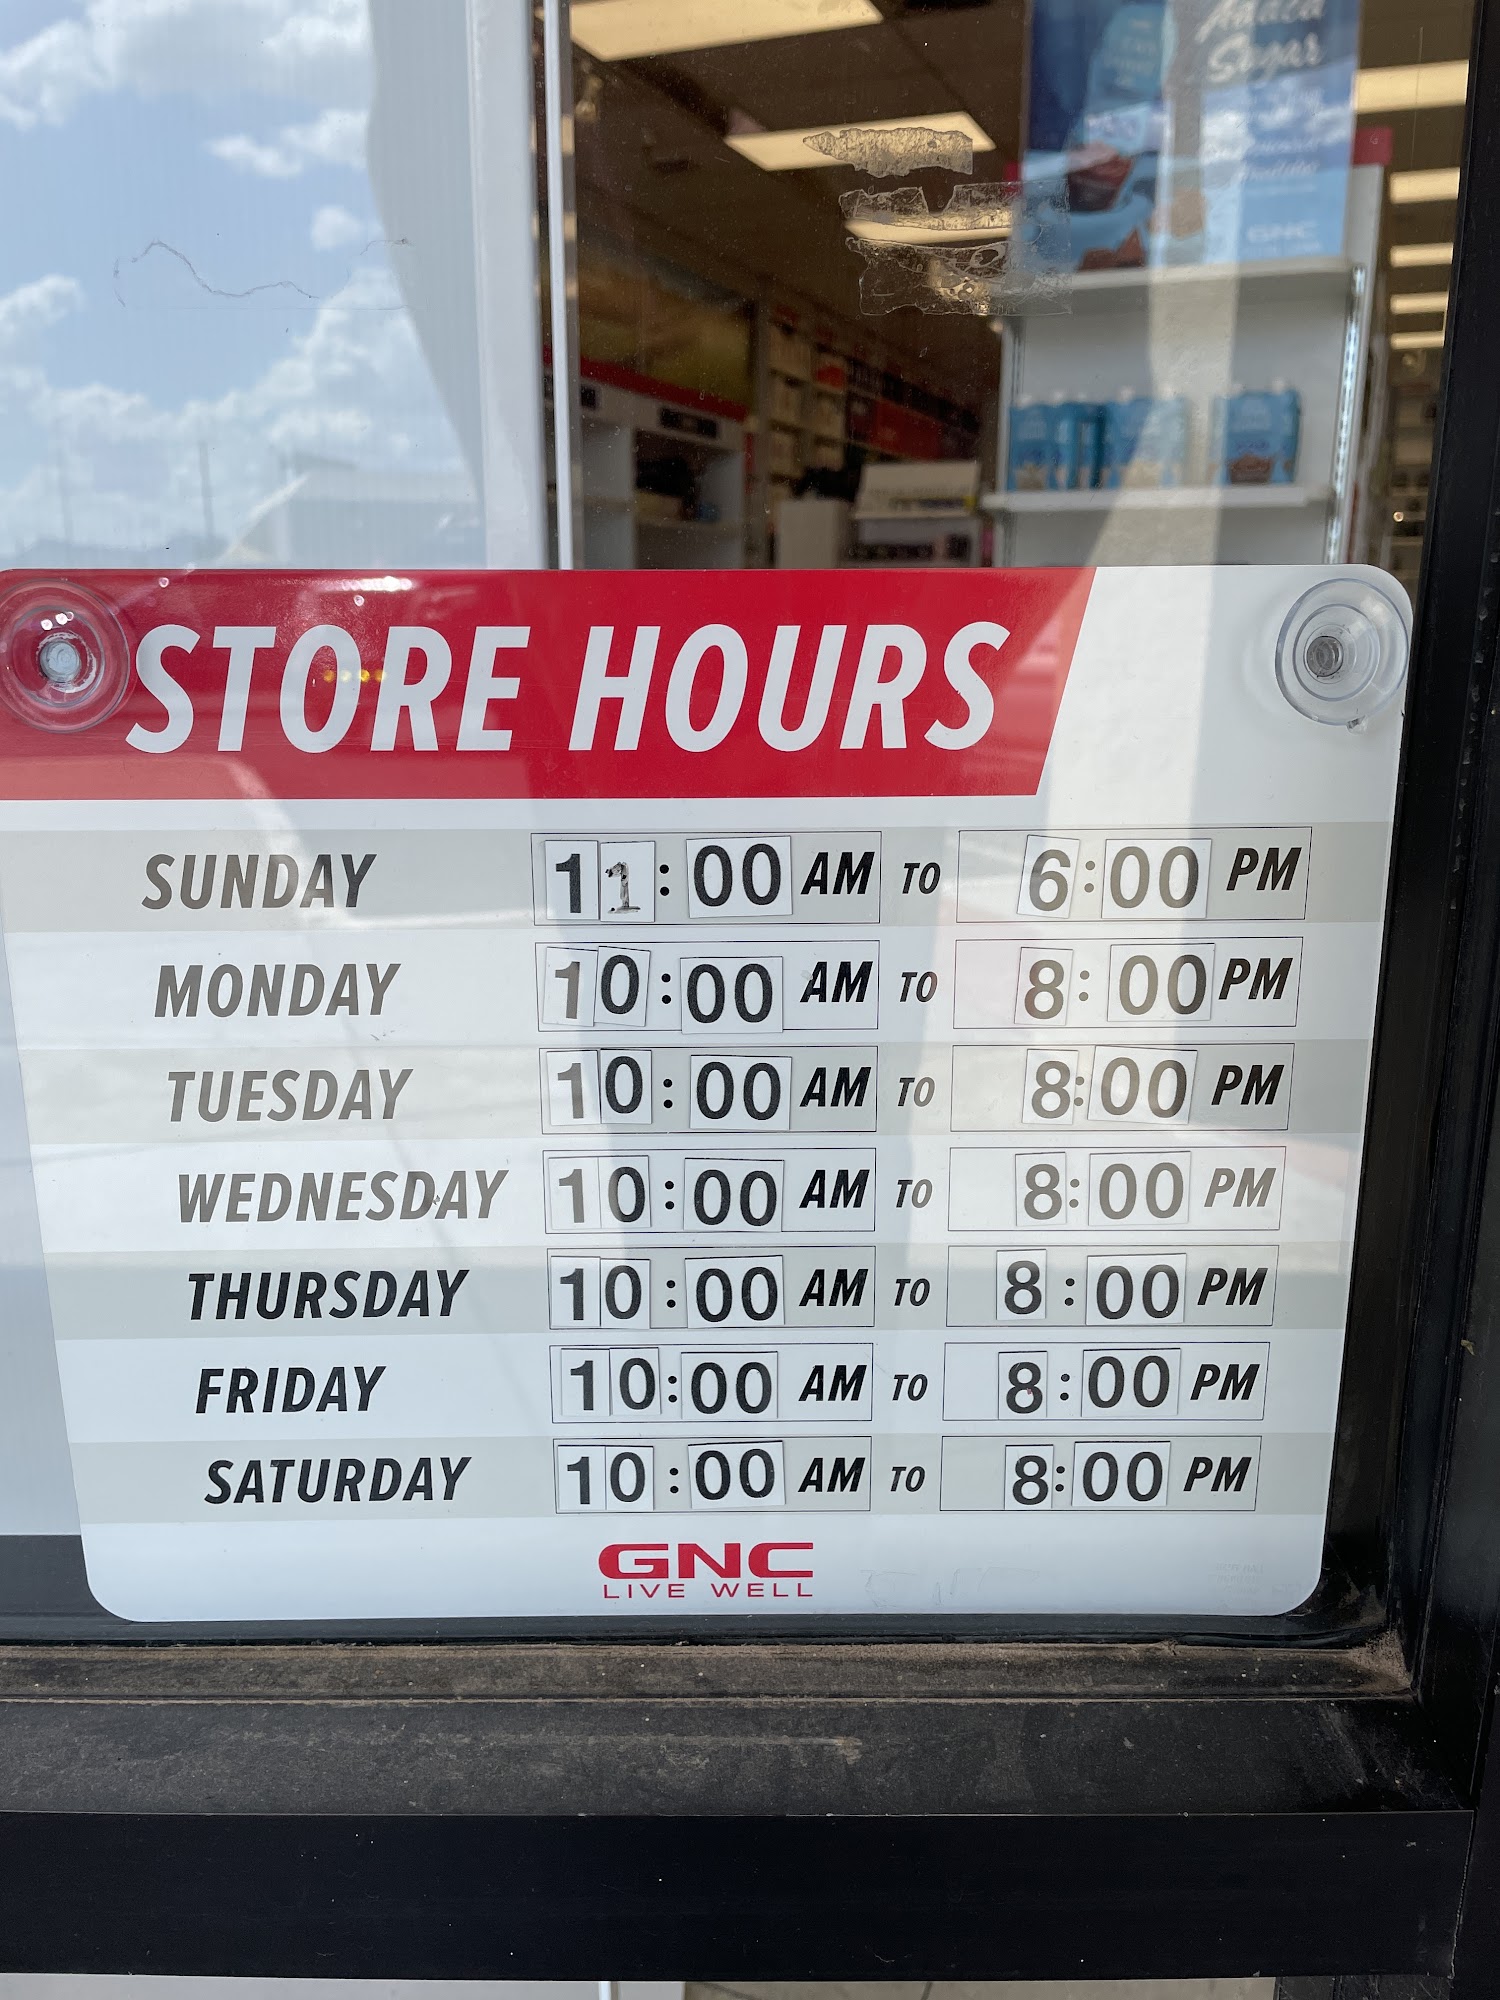 Added
Sugar
GNC
STORE HOURS
SUNDAY 11:00 AM TO 6:00 PM
MONDAY 10:00 AM TO 8:00 PM
TUESDAY 10:00 AM TO 8:00 PM
WEDNESDAY 10:00 AM TO 8:00 PM
THURSDAY 10:00 AM TO 8:00 PM
FRIDAY 10:00 AM TO 8:00 PM
SATURDAY 10:00 AM TO 8:00 PM
GNC
LIVE WELL